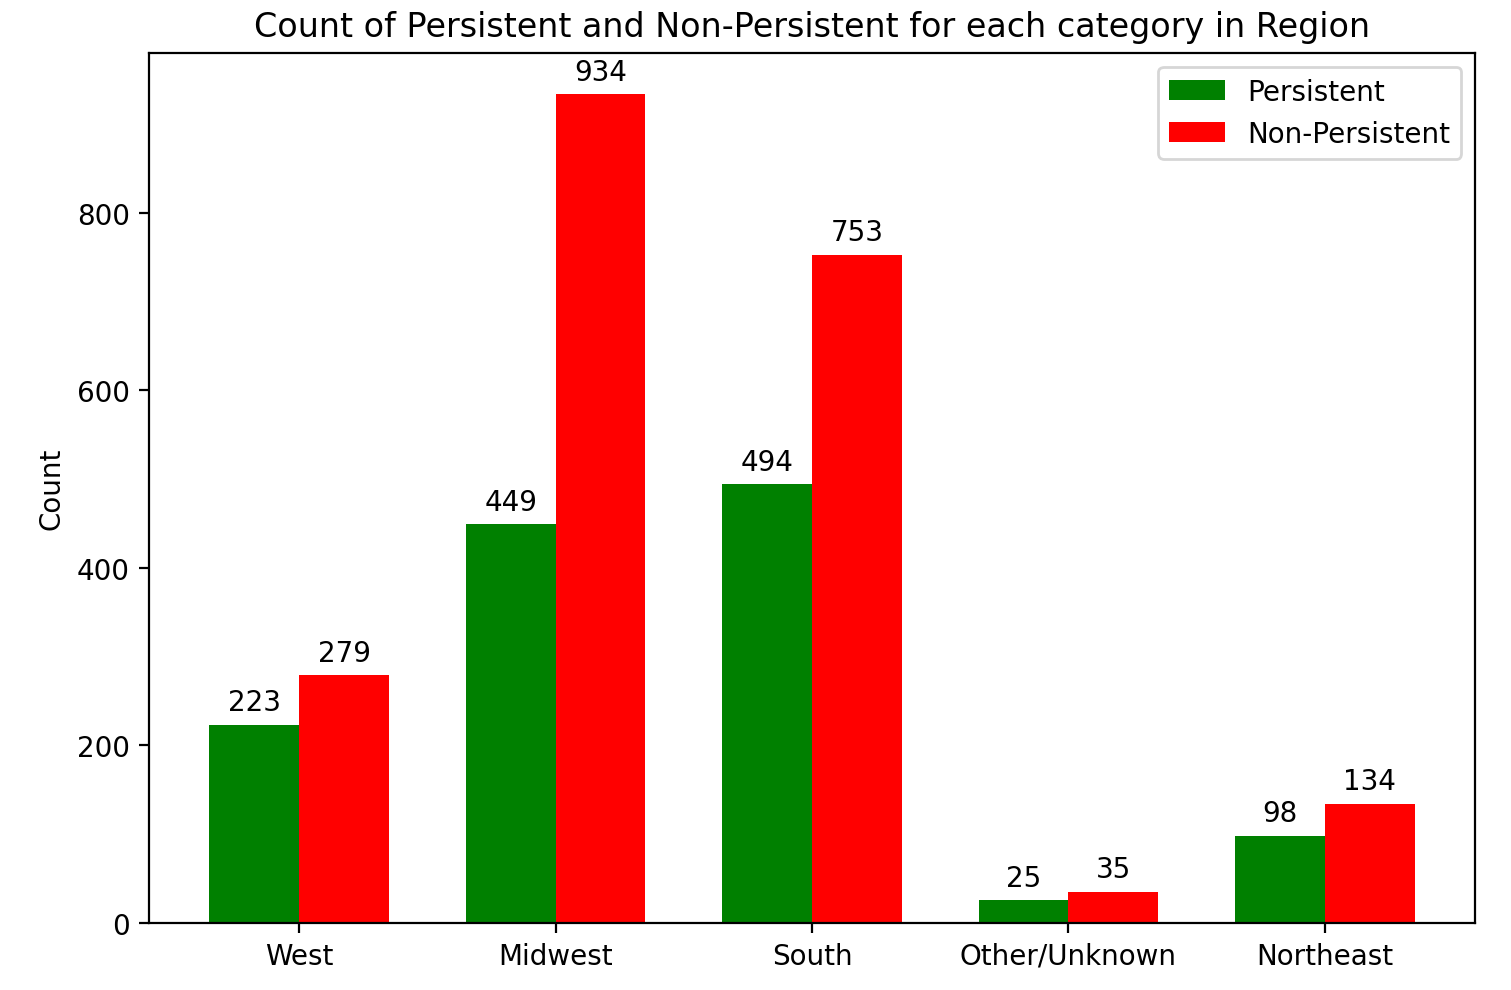 Count of Persistent and Non-Persistent for each category in Region
Persistent
Non-Persistent
Count
800
600
400
200
0
223
279
449
934
494
753
25
35
98
134
West
Midwest
South
Other/Unknown
Northeast